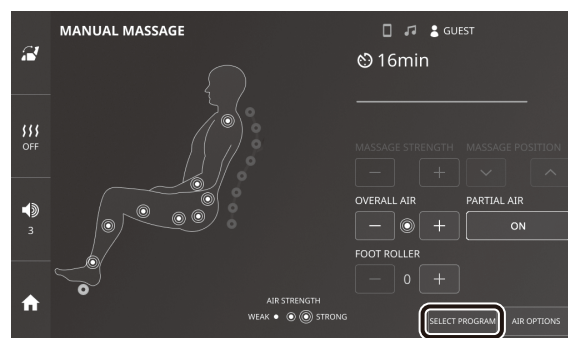 MANUAL MASSAGE
GUEST
16min
OFF
3
MASSAGE STRENGTH MASSAGE POSITION
− + 
OVERALL AIR PARTIAL AIR
− + ON
FOOT ROLLER
− 0 +
AIR STRENGTH
WEAK STRONG
SELECT PROGRAM AIR OPTIONS